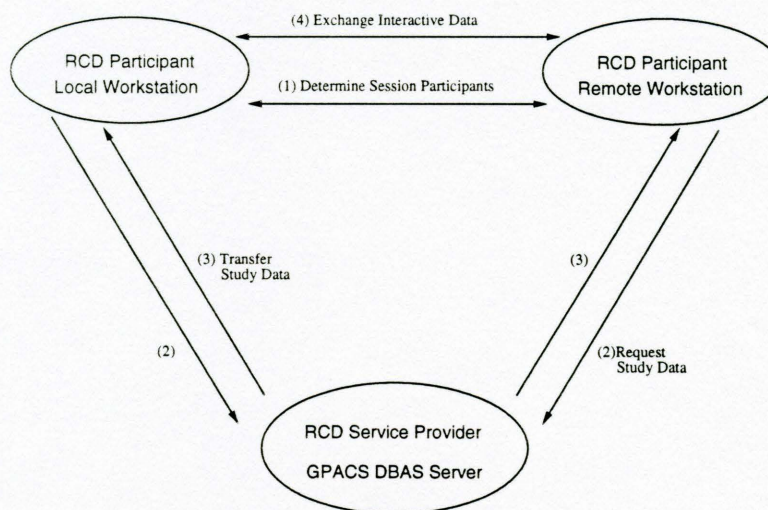 (4) Exchange Interactive Data
RCD Participant
Local Workstation
RCD Participant
Remote Workstation
(1) Determine Session Participants
(3) Transfer
Study Data
(3)
(2)
(2)Request
Study Data
RCD Service Provider
GPACS DBAS Server